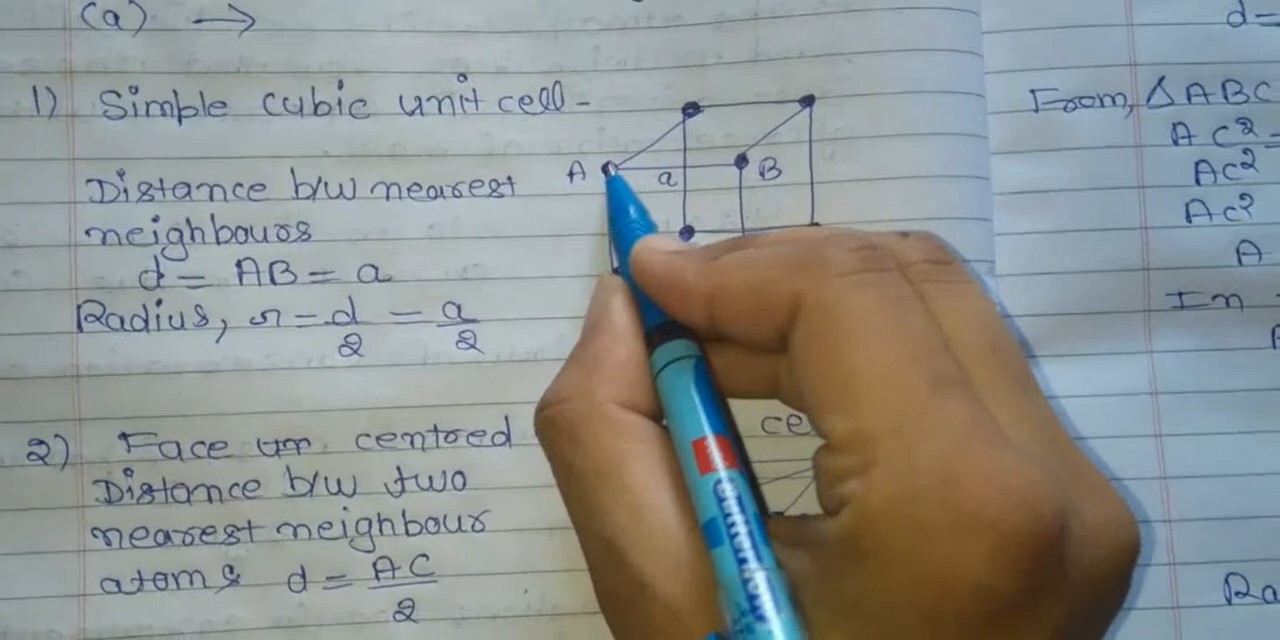 (a) →
1) Simple cubic unit cell -
Distance b/w nearest
neighbours
d = AB = a
Radius, r = d/2 = a/2
A a B
2) Face centred
Distance b/w two
nearest neighbour
atoms d = AC/2
ce
d =
From, △ABC
AC² =
AC²
AC²
A
In
Ra